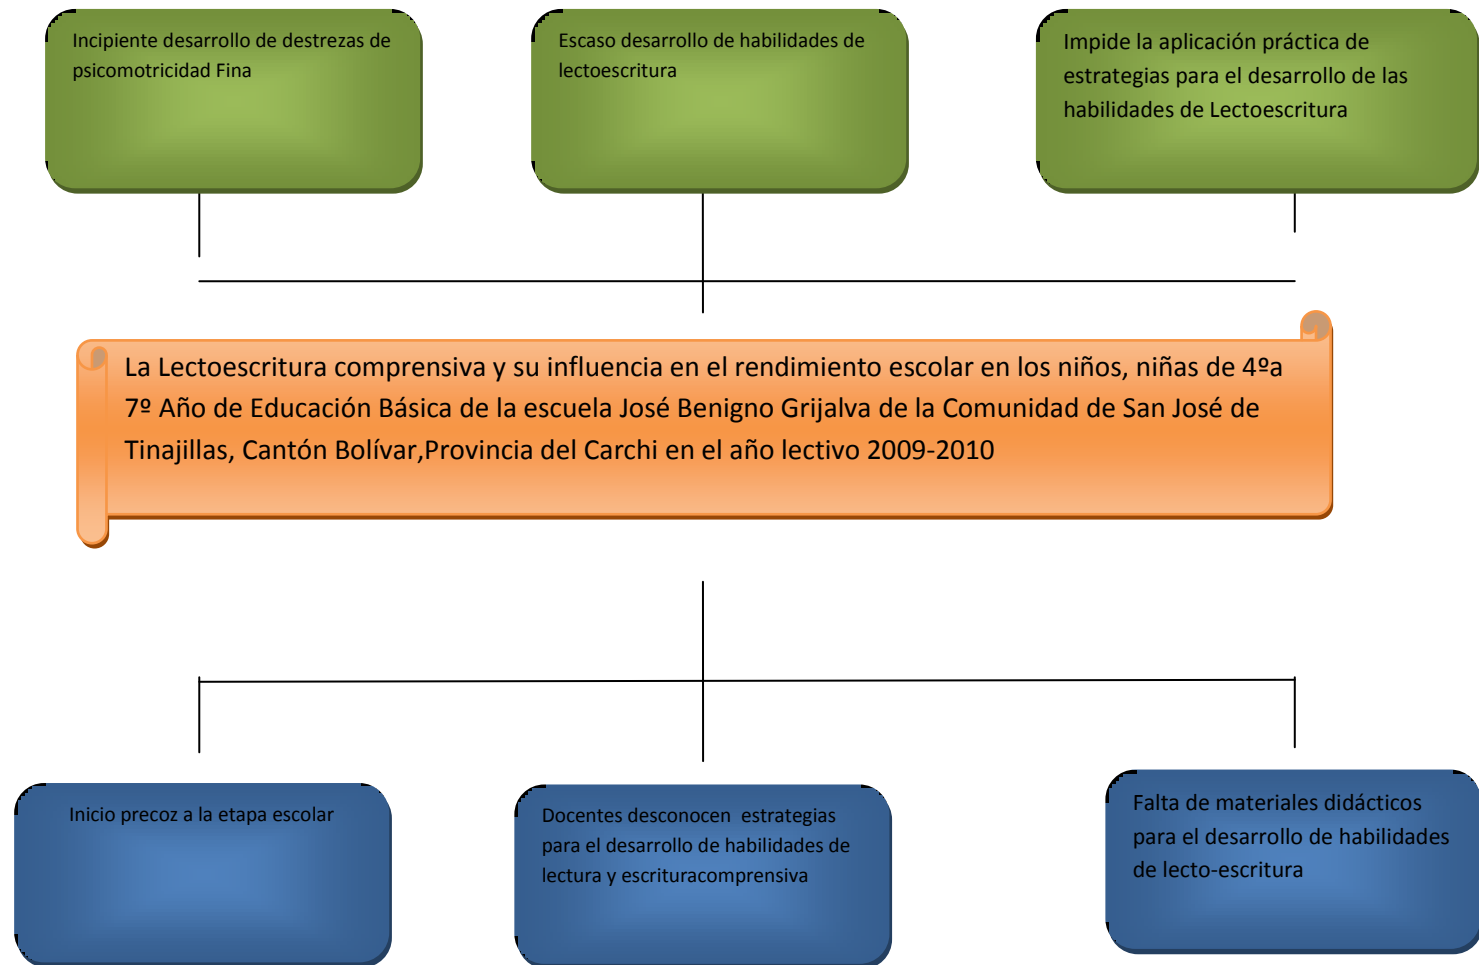 Incipiente desarrollo de destrezas de
psicomotricidad Fina
Escaso desarrollo de habilidades de
lectoescritura
Impide la aplicación práctica de
estrategias para el desarrollo de las
habilidades de Lectoescritura
La Lectoescritura comprensiva y su influencia en el rendimiento escolar en los niños, niñas de 4ºa
7º Año de Educación Básica de la escuela José Benigno Grijalva de la Comunidad de San José de
Tinajillas, Cantón Bolívar,Provincia del Carchi en el año lectivo 2009-2010
Inicio precoz a la etapa escolar
Docentes desconocen estrategias
para el desarrollo de habilidades de
lectura y escrituracomprensiva
Falta de materiales didácticos
para el desarrollo de habilidades
de lecto-escritura